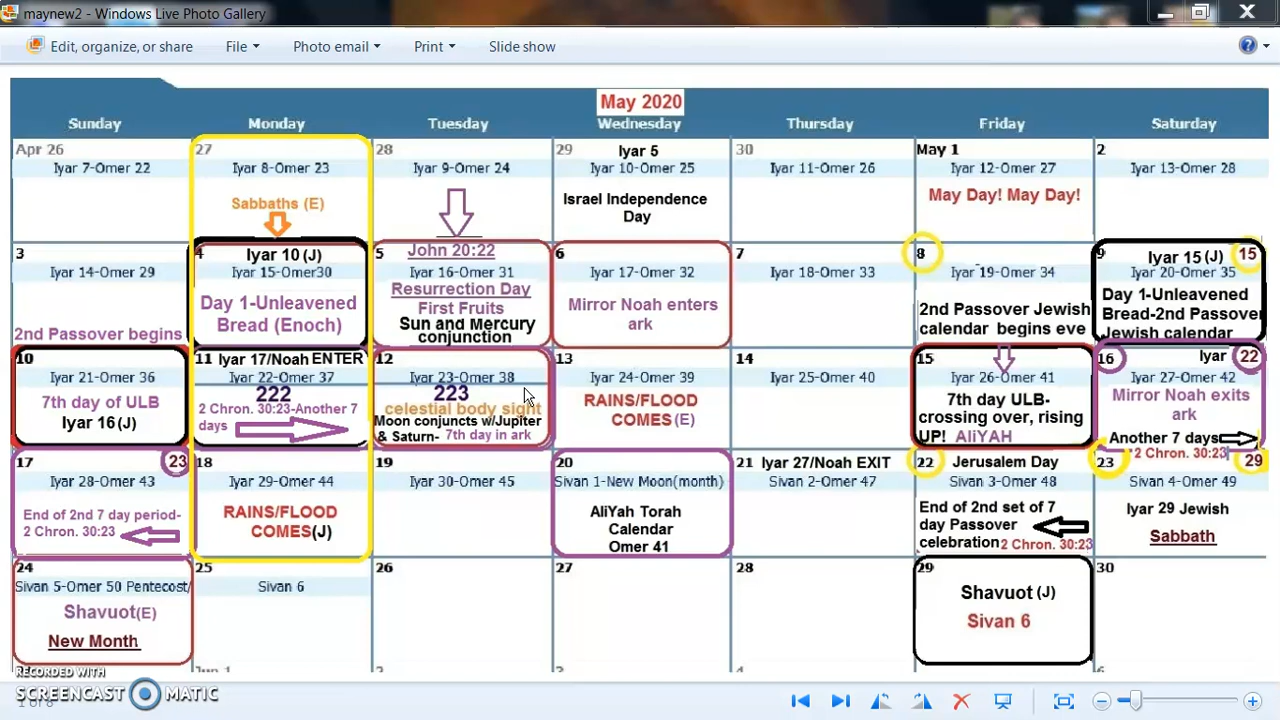 maynew2 - Windows Live Photo Gallery
Edit, organize, or share File Photo email Print Slide show
May 2020
Sunday Monday Tuesday Wednesday Thursday Friday Saturday
Apr 26
Iyar 7-Omer 22
27
Iyar 8-Omer 23
Sabbaths (E)
28
Iyar 9-Omer 24
29 Iyar 5
Iyar 10-Omer 25
Israel Independence
Day
30
Iyar 11-Omer 26
May 1
Iyar 12-Omer 27
May Day! May Day!
2
Iyar 13-Omer 28
3
Iyar 14-Omer 29
2nd Passover begins
4 Iyar 10 (J)
Iyar 15-Omer30
Day 1-Unleavened
Bread (Enoch)
5 John 20:22
Iyar 16-Omer 31
Resurrection Day
First Fruits
Sun and Mercury
conjunction
6
Iyar 17-Omer 32
Mirror Noah enters
ark
7
Iyar 18-Omer 33
8
Iyar 19-Omer 34
2nd Passover Jewish
calendar begins eve
9 Iyar 15 (J) 15
Iyar 20-Omer 35
Day 1-Unleavened
Bread-2nd Passover
Jewish calendar
10
Iyar 21-Omer 36
7th day of ULB
Iyar 16 (J)
11 Iyar 17/Noah ENTER
Iyar 22-Omer 37
222
2 Chron. 30:23-Another 7
days
12
Iyar 23-Omer 38
223
celestial body sight
Moon conjuncts w/Jupiter
& Saturn- 7th day in ark
13
Iyar 24-Omer 39
RAINS/FLOOD
COMES (E)
14
Iyar 25-Omer 40
15
Iyar 26-Omer 41
7th day ULB-
crossing over, rising
UP! AliYAH
16 Iyar 22
Iyar 27-Omer 42
Mirror Noah exits
ark
Another 7 days
2 Chron. 30:23
17 23
Iyar 28-Omer 43
End of 2nd 7 day period-
2 Chron. 30:23
18
Iyar 29-Omer 44
RAINS/FLOOD
COMES(J)
19
Iyar 30-Omer 45
20
Sivan 1-New Moon(month)
AliYah Torah
Calendar
Omer 41
21 Iyar 27/Noah EXIT
Sivan 2-Omer 47
22 Jerusalem Day
Sivan 3-Omer 48
End of 2nd set of 7
day Passover
celebration 2 Chron. 30:23
23 29
Sivan 4-Omer 49
Iyar 29 Jewish
Sabbath
24
Sivan 5-Omer 50 Pentecost/
Shavuot(E)
New Month
25
Sivan 6
26
27
28
29
Shavuot (J)
Sivan 6
30
Jun 1 2 3 4 6
RECORDED WITH
SCREENCAST MATIC